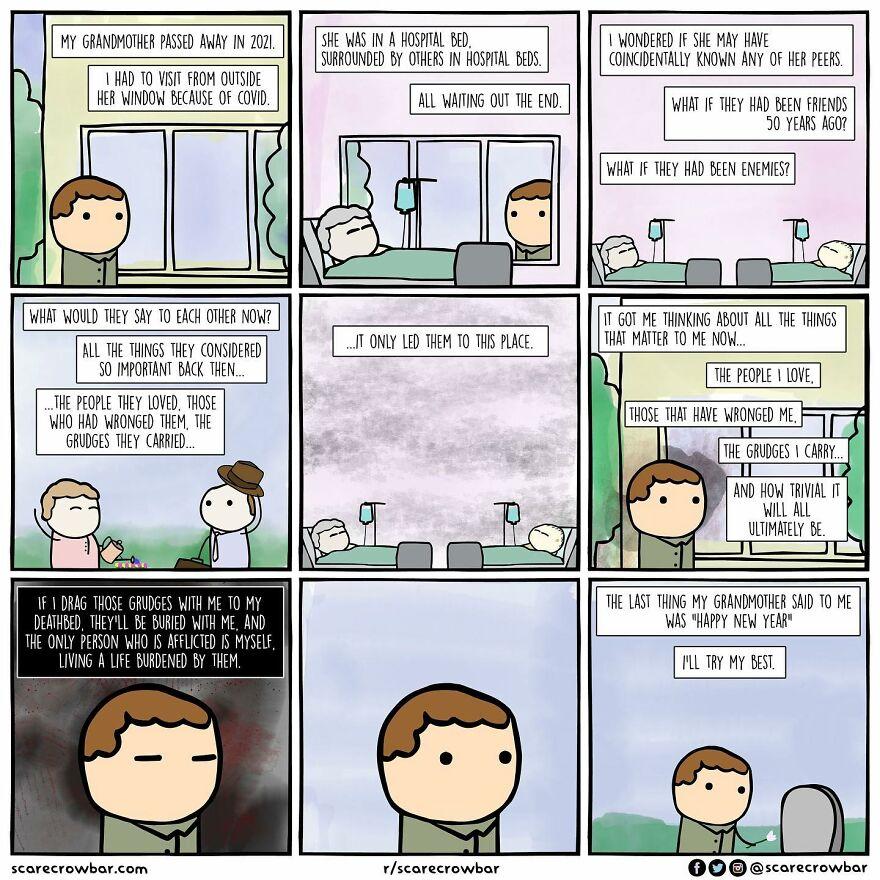 MY GRANDMOTHER PASSED AWAY IN 2021.
I HAD TO VISIT FROM OUTSIDE
HER WINDOW BECAUSE OF COVID.
SHE WAS IN A HOSPITAL BED,
SURROUNDED BY OTHERS IN HOSPITAL BEDS.
ALL WAITING OUT THE END.
I WONDERED IF SHE MAY HAVE
COINCIDENTALLY KNOWN ANY OF HER PEERS.
WHAT IF THEY HAD BEEN FRIENDS
50 YEARS AGO?
WHAT IF THEY HAD BEEN ENEMIES?
WHAT WOULD THEY SAY TO EACH OTHER NOW?
ALL THE THINGS THEY CONSIDERED
SO IMPORTANT BACK THEN...
...THE PEOPLE THEY LOVED, THOSE
WHO HAD WRONGED THEM, THE
GRUDGES THEY CARRIED...
...IT ONLY LED THEM TO THIS PLACE.
IT GOT ME THINKING ABOUT ALL THE THINGS
THAT MATTER TO ME NOW...
THE PEOPLE I LOVE,
THOSE THAT HAVE WRONGED ME,
THE GRUDGES I CARRY...
AND HOW TRIVIAL IT
WILL ALL
ULTIMATELY BE.
IF I DRAG THOSE GRUDGES WITH ME TO MY
DEATHBED, THEY'LL BE BURIED WITH ME, AND
THE ONLY PERSON WHO IS AFFLICTED IS MYSELF,
LIVING A LIFE BURDENED BY THEM.
THE LAST THING MY GRANDMOTHER SAID TO ME
WAS "HAPPY NEW YEAR"
I'LL TRY MY BEST.
scarecrowbar.com
r/scarecrowbar
@scarecrowbar